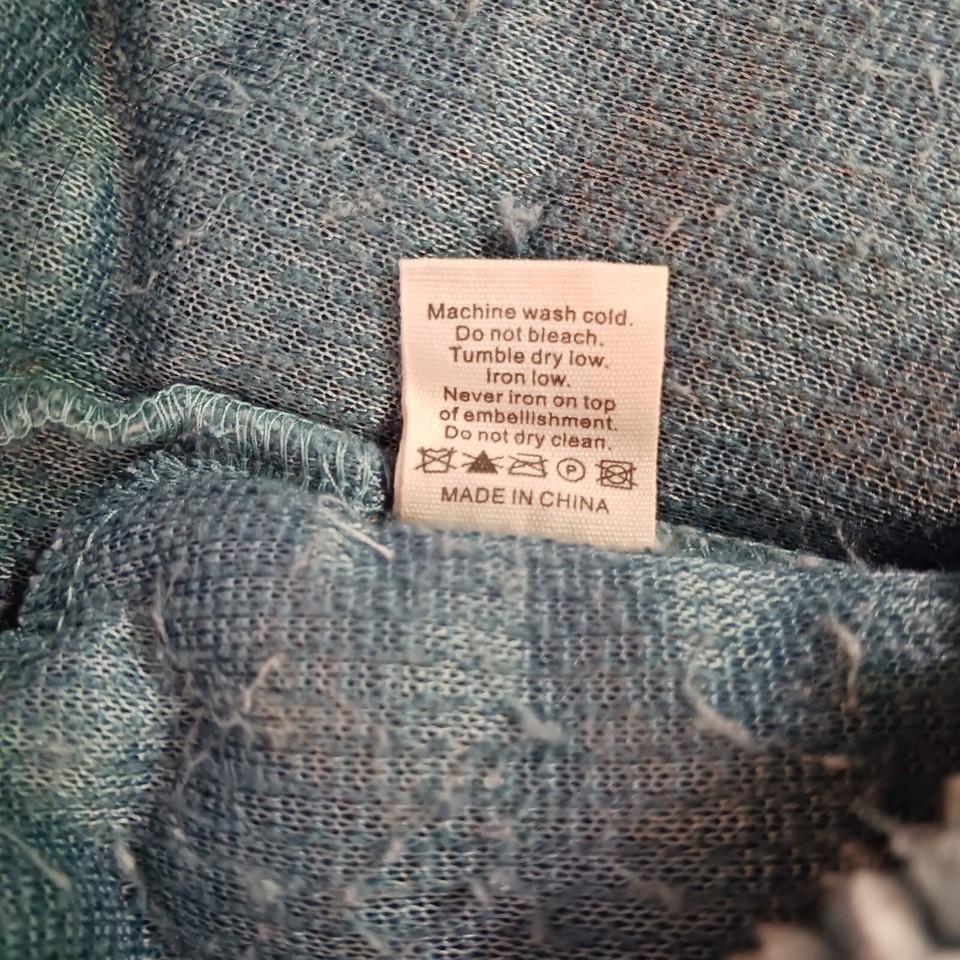 Machine wash cold.
Do not bleach.
Tumble dry low.
Iron low.
Never iron on top
of embellishment.
Do not dry clean.
P
MADE IN CHINA